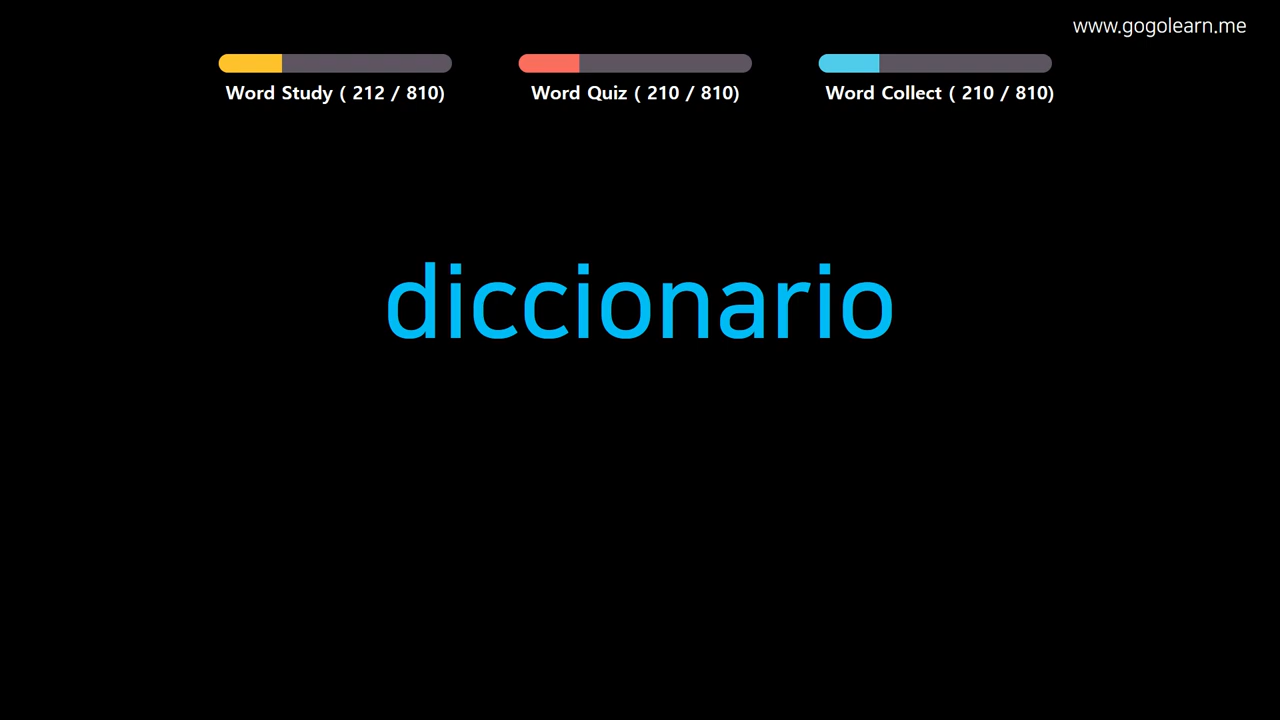 www.gogolearn.me
Word Study ( 212 / 810)
Word Quiz ( 210 / 810)
Word Collect ( 210 / 810)
diccionario